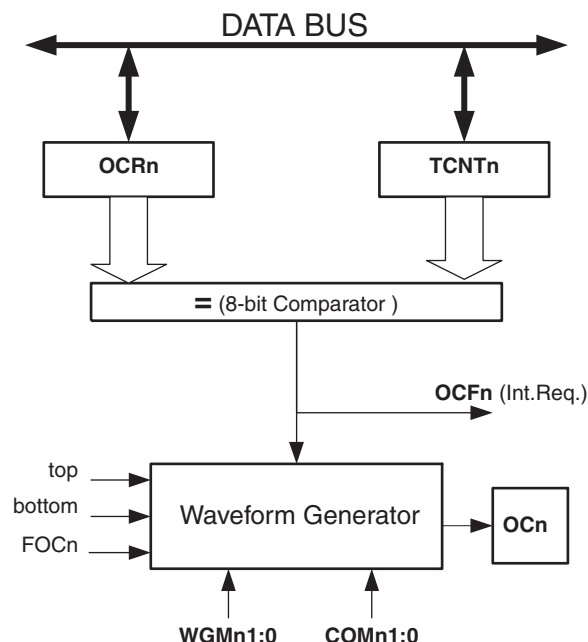 DATA BUS
OCRn
TCNTn
= (8-bit Comparator )
OCFn (Int.Req.)
top
bottom
FOCn
Waveform Generator
OCn
WGMn1:0
COMn1:0